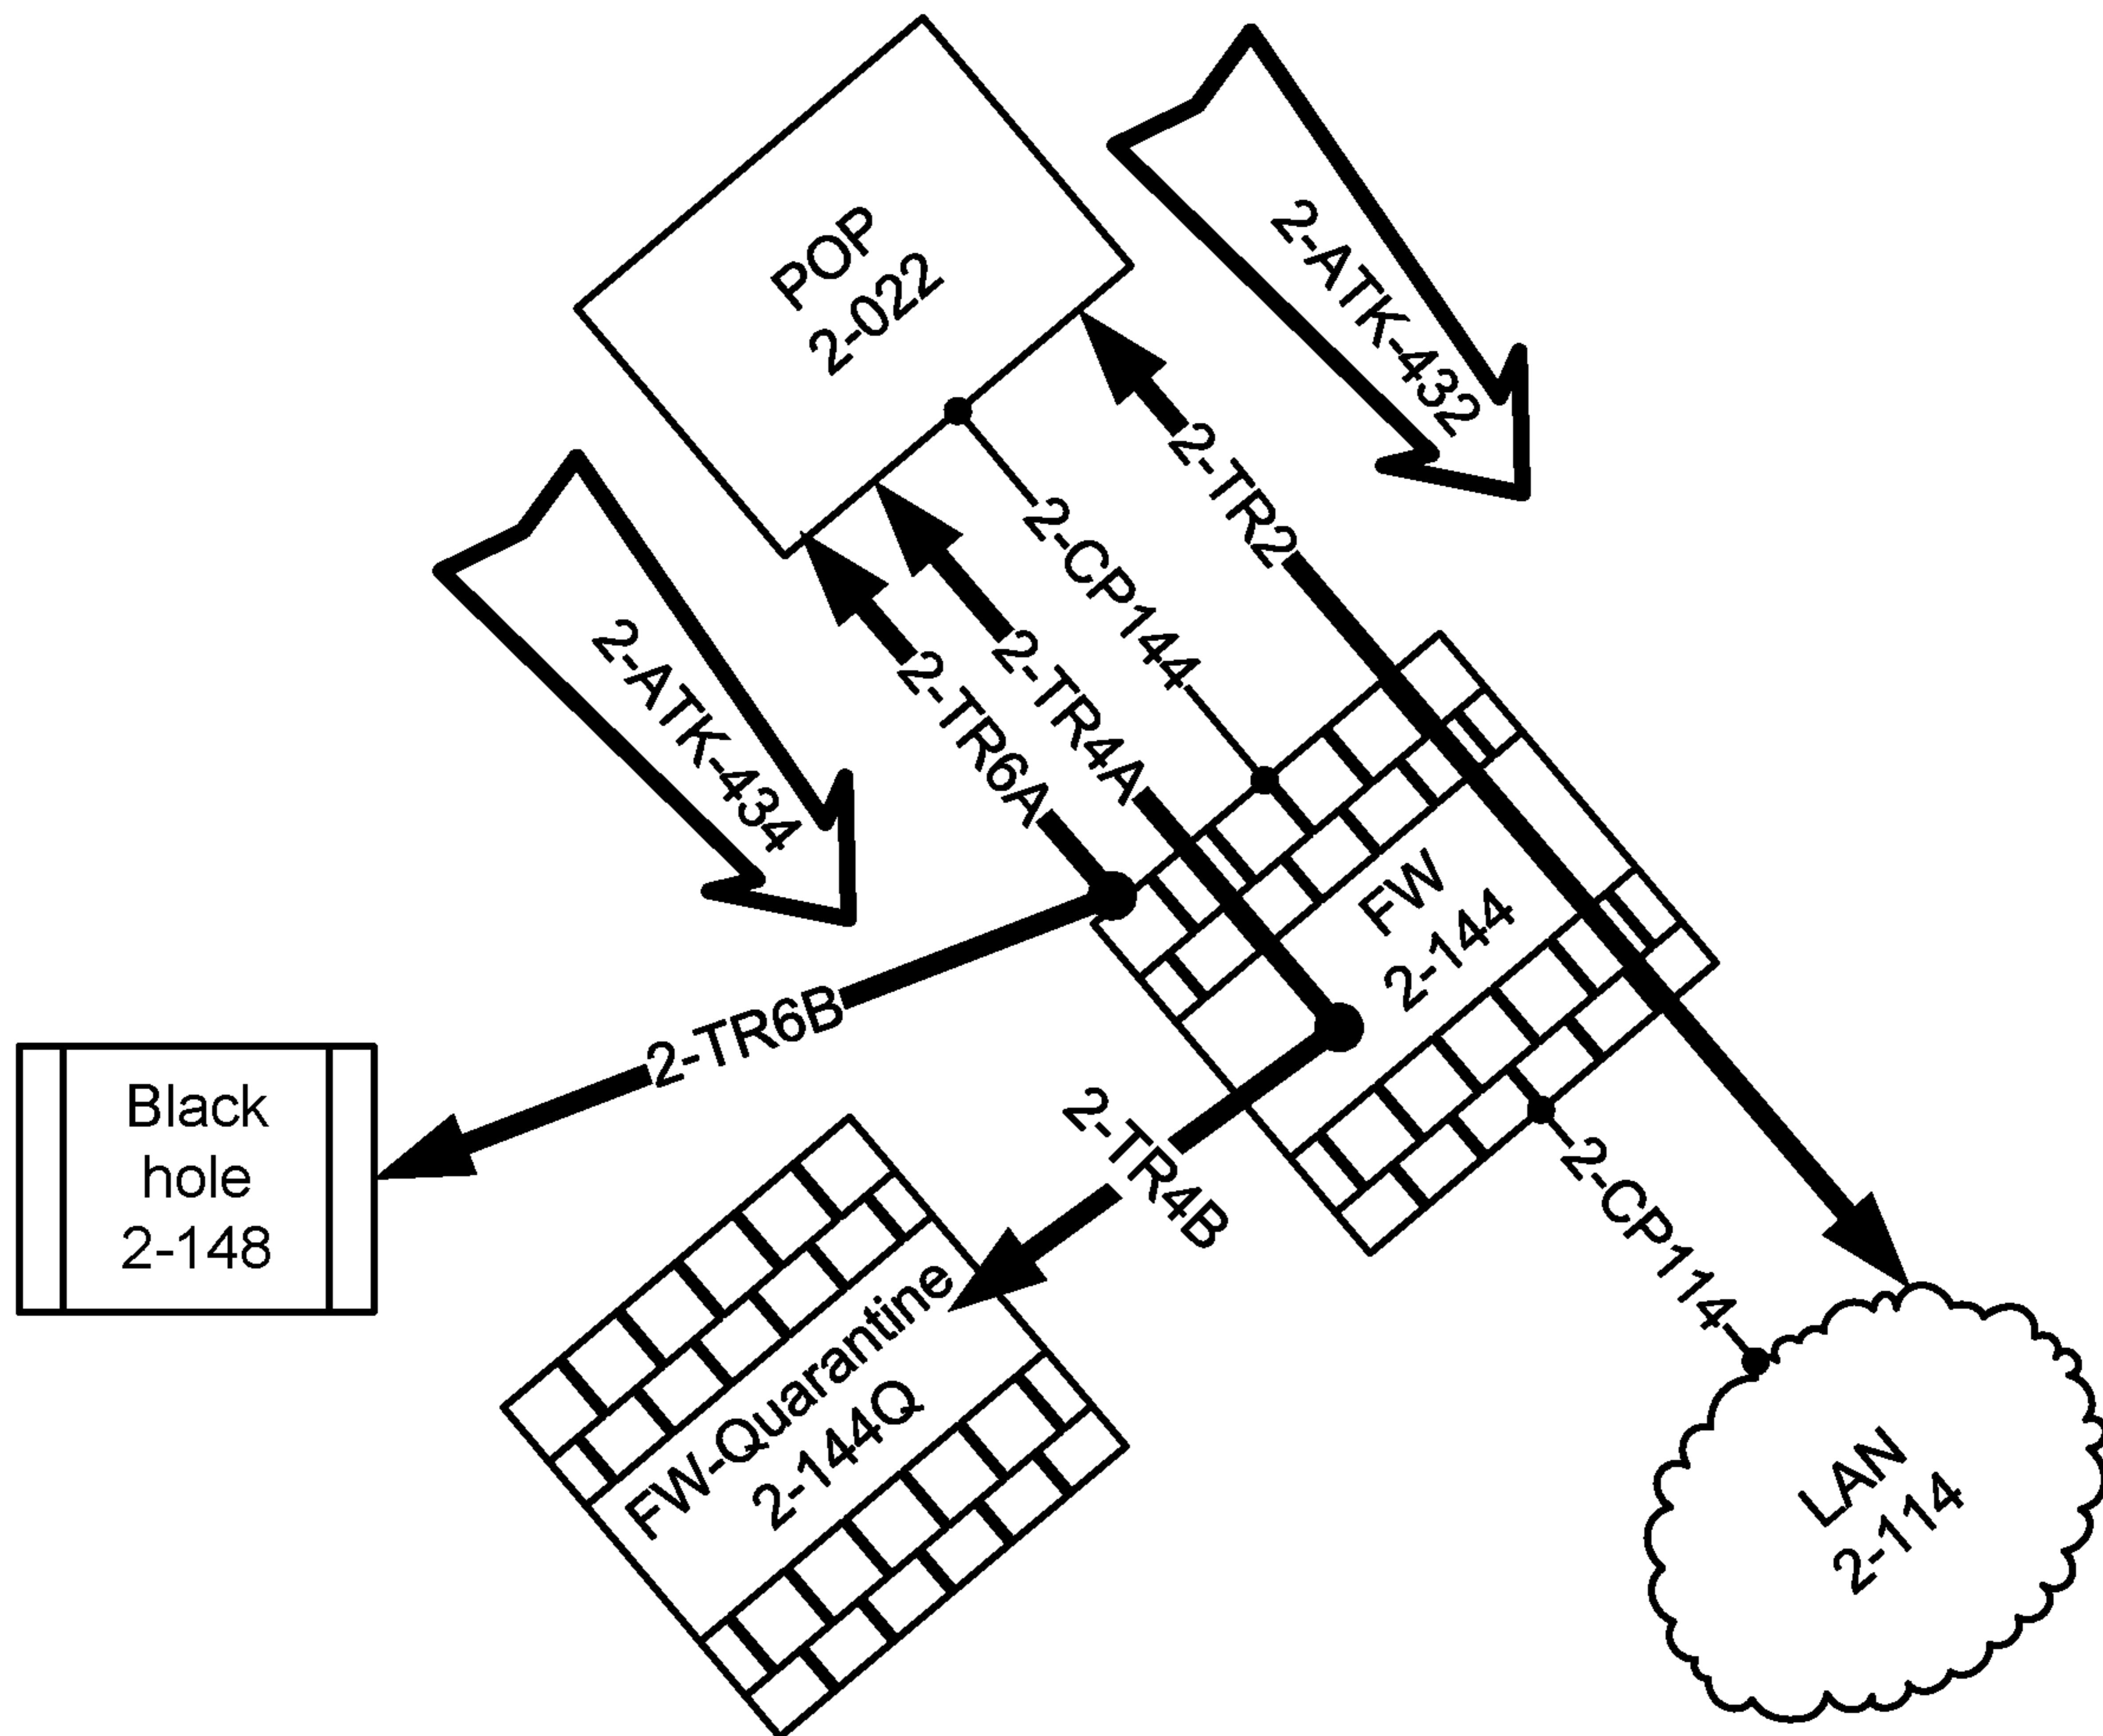 POP
2-022
2-ATK-432
2-TR2
2-CP144
2-TR4A
2-TR6A
2-ATK-434
FW
2-144
2-TR6B
Black
hole
2-148
2-TR4B
2-CP114
FW-Quarantine
2-144Q
LAN
2-114